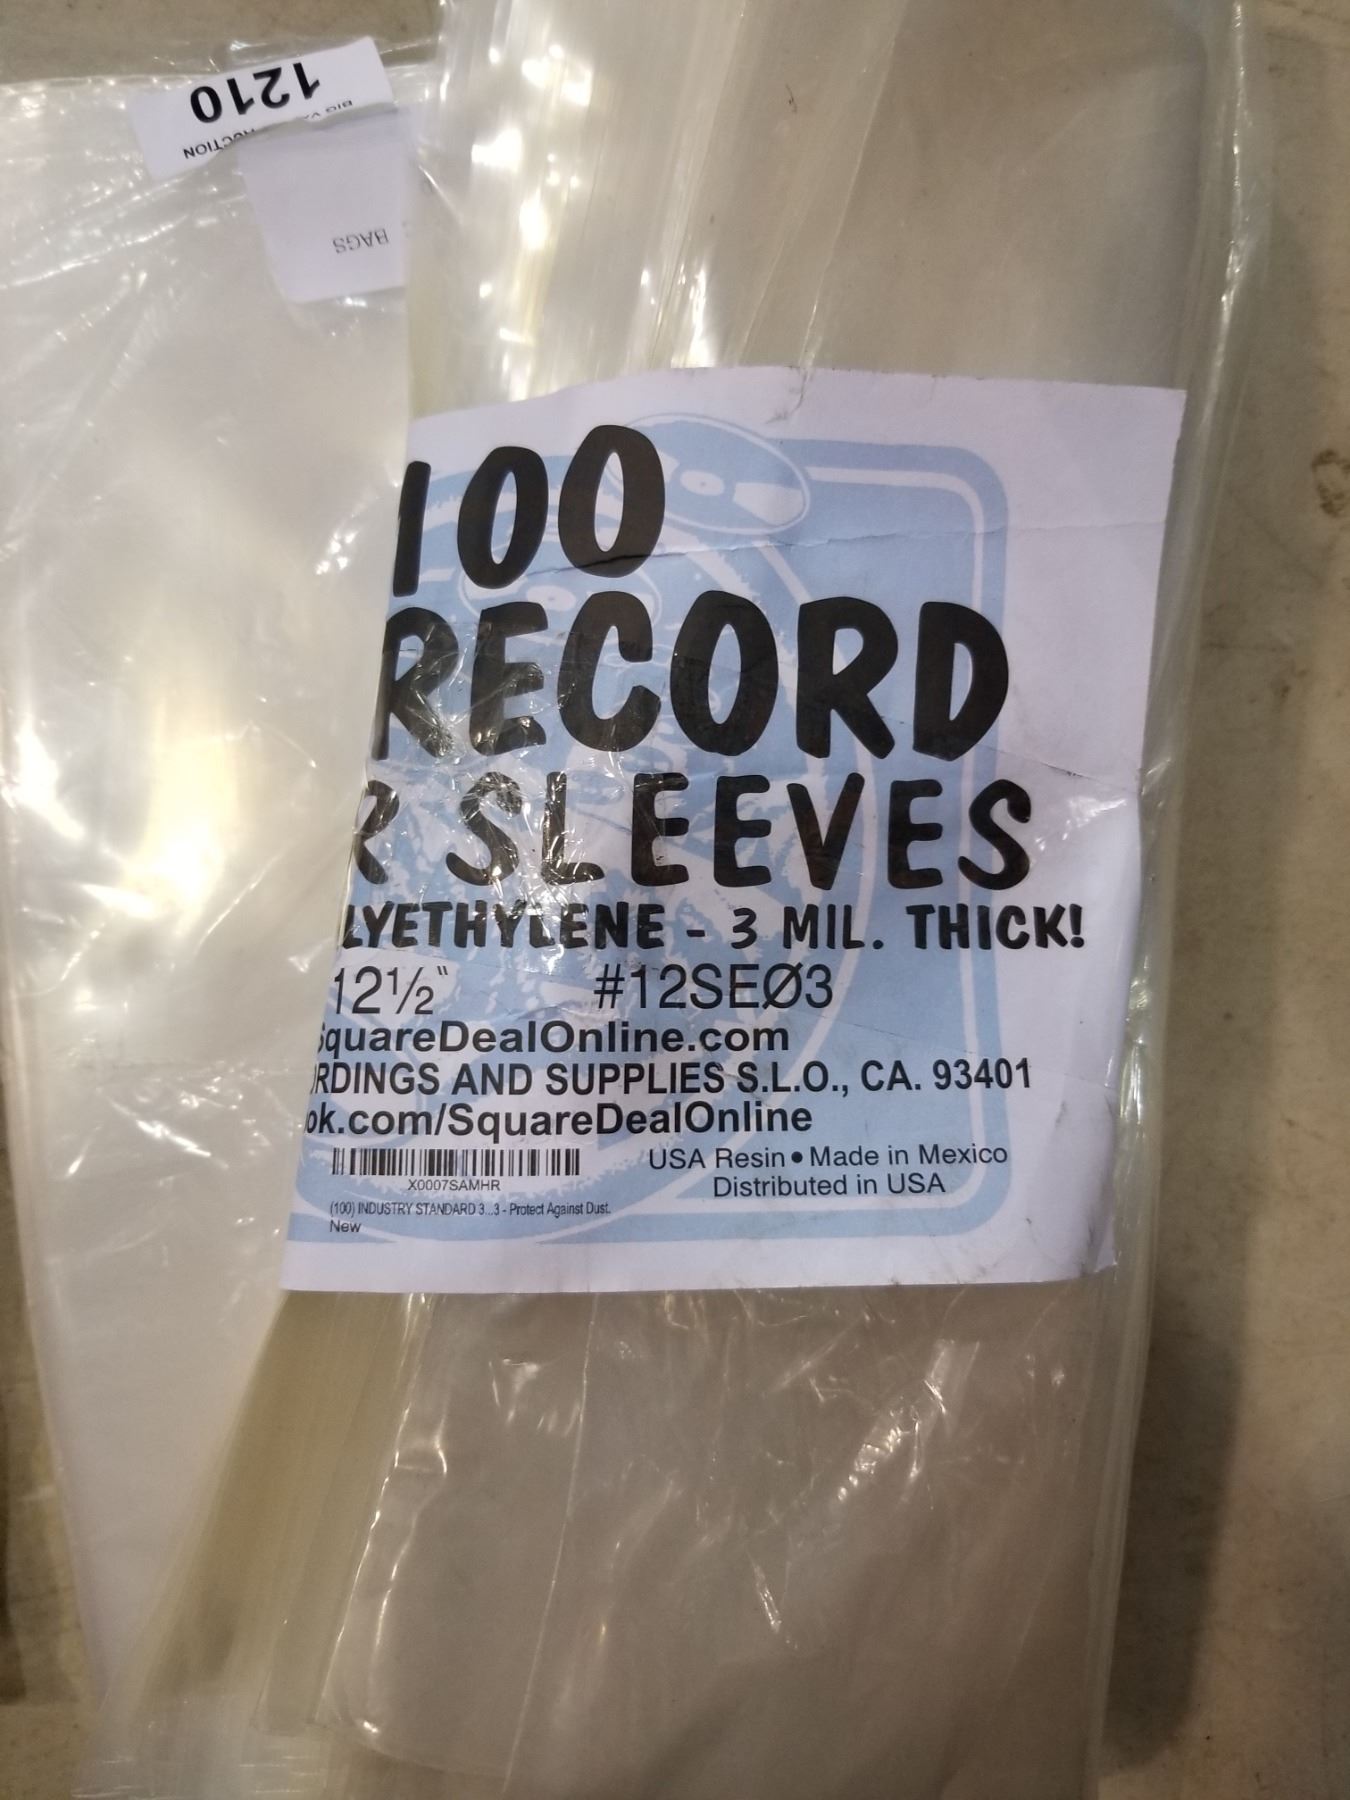 1210
BAGS
100
RECORD
R SLEEVES
LYETHYLENE - 3 MIL. THICK!
12½" #12SEØ3
SquareDealOnline.com
RDINGS AND SUPPLIES S.L.O., CA. 93401
ok.com/SquareDealOnline
USA Resin • Made in Mexico
Distributed in USA
X0007SAMHR
(100) INDUSTRY STANDARD 3...3 - Protect Against Dust.
New